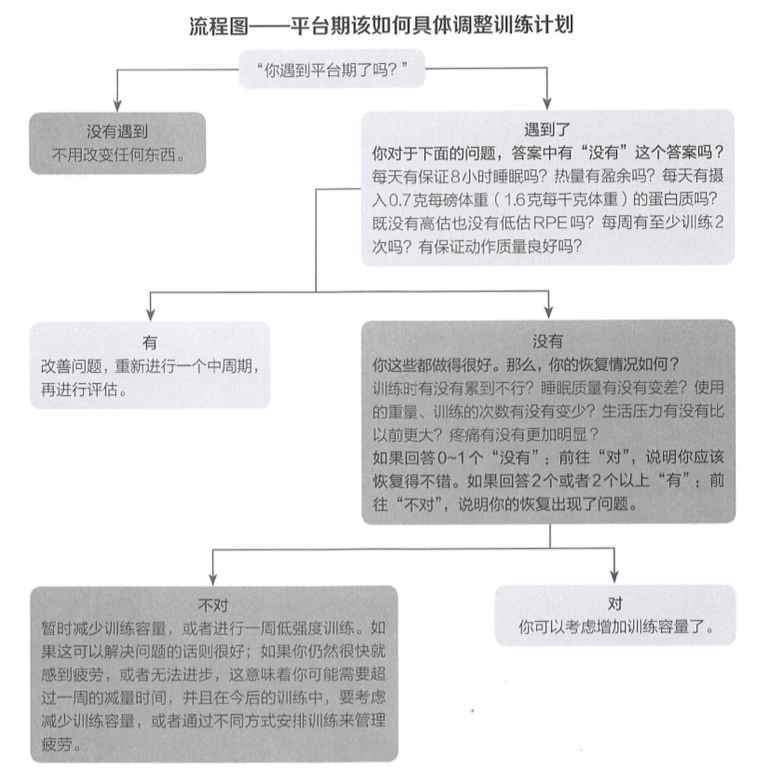 流程图——平台期该如何具体调整训练计划
“你遇到平台期了吗？”
没有遇到
不用改变任何东西。
遇到了
你对于下面的问题，答案中有“没有”这个答案吗？
每天有保证8小时睡眠吗？热量有盈余吗？每天有摄
入0.7克每磅体重（1.6克每千克体重）的蛋白质吗？
既没有高估也没有低估RPE吗？每周有至少训练2
次吗？有保证动作质量良好吗？
有
改善问题，重新进行一个中周期，
再进行评估。
没有
你这些都做得很好。那么，你的恢复情况如何？
训练时有没有累到不行？睡眠质量有没有变差？使用
的重量、训练的次数有没有变少？生活压力有没有比
以前更大？疼痛有没有更加明显？
如果回答0~1个“没有”：前往“对”，说明你应该
恢复得不错。如果回答2个或者2个以上“有”：前
往“不对”，说明你的恢复出现了问题。
不对
暂时减少训练容量，或者进行一周低强度训练。如
果这可以解决问题的话则很好；如果你仍然很快就
感到疲劳，或者无法进步，这意味着你可能需要超
过一周的减量时间，并且在今后的训练中，要考虑
减少训练容量，或者通过不同方式安排训练来管理
疲劳。
对
你可以考虑增加训练容量了。